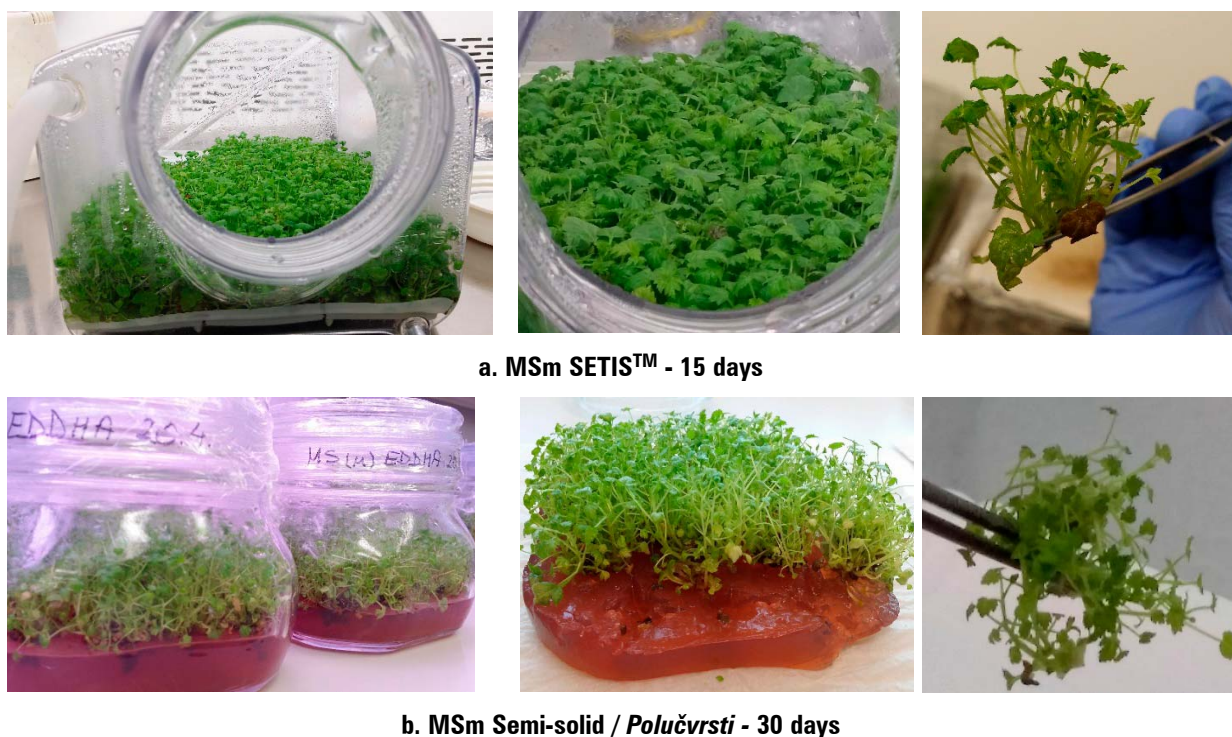 a. MSm SETIS™ - 15 days
EDDHA 20.4.
MS (M) EDDHA 20
b. MSm Semi-solid / Polučvrsti - 30 days